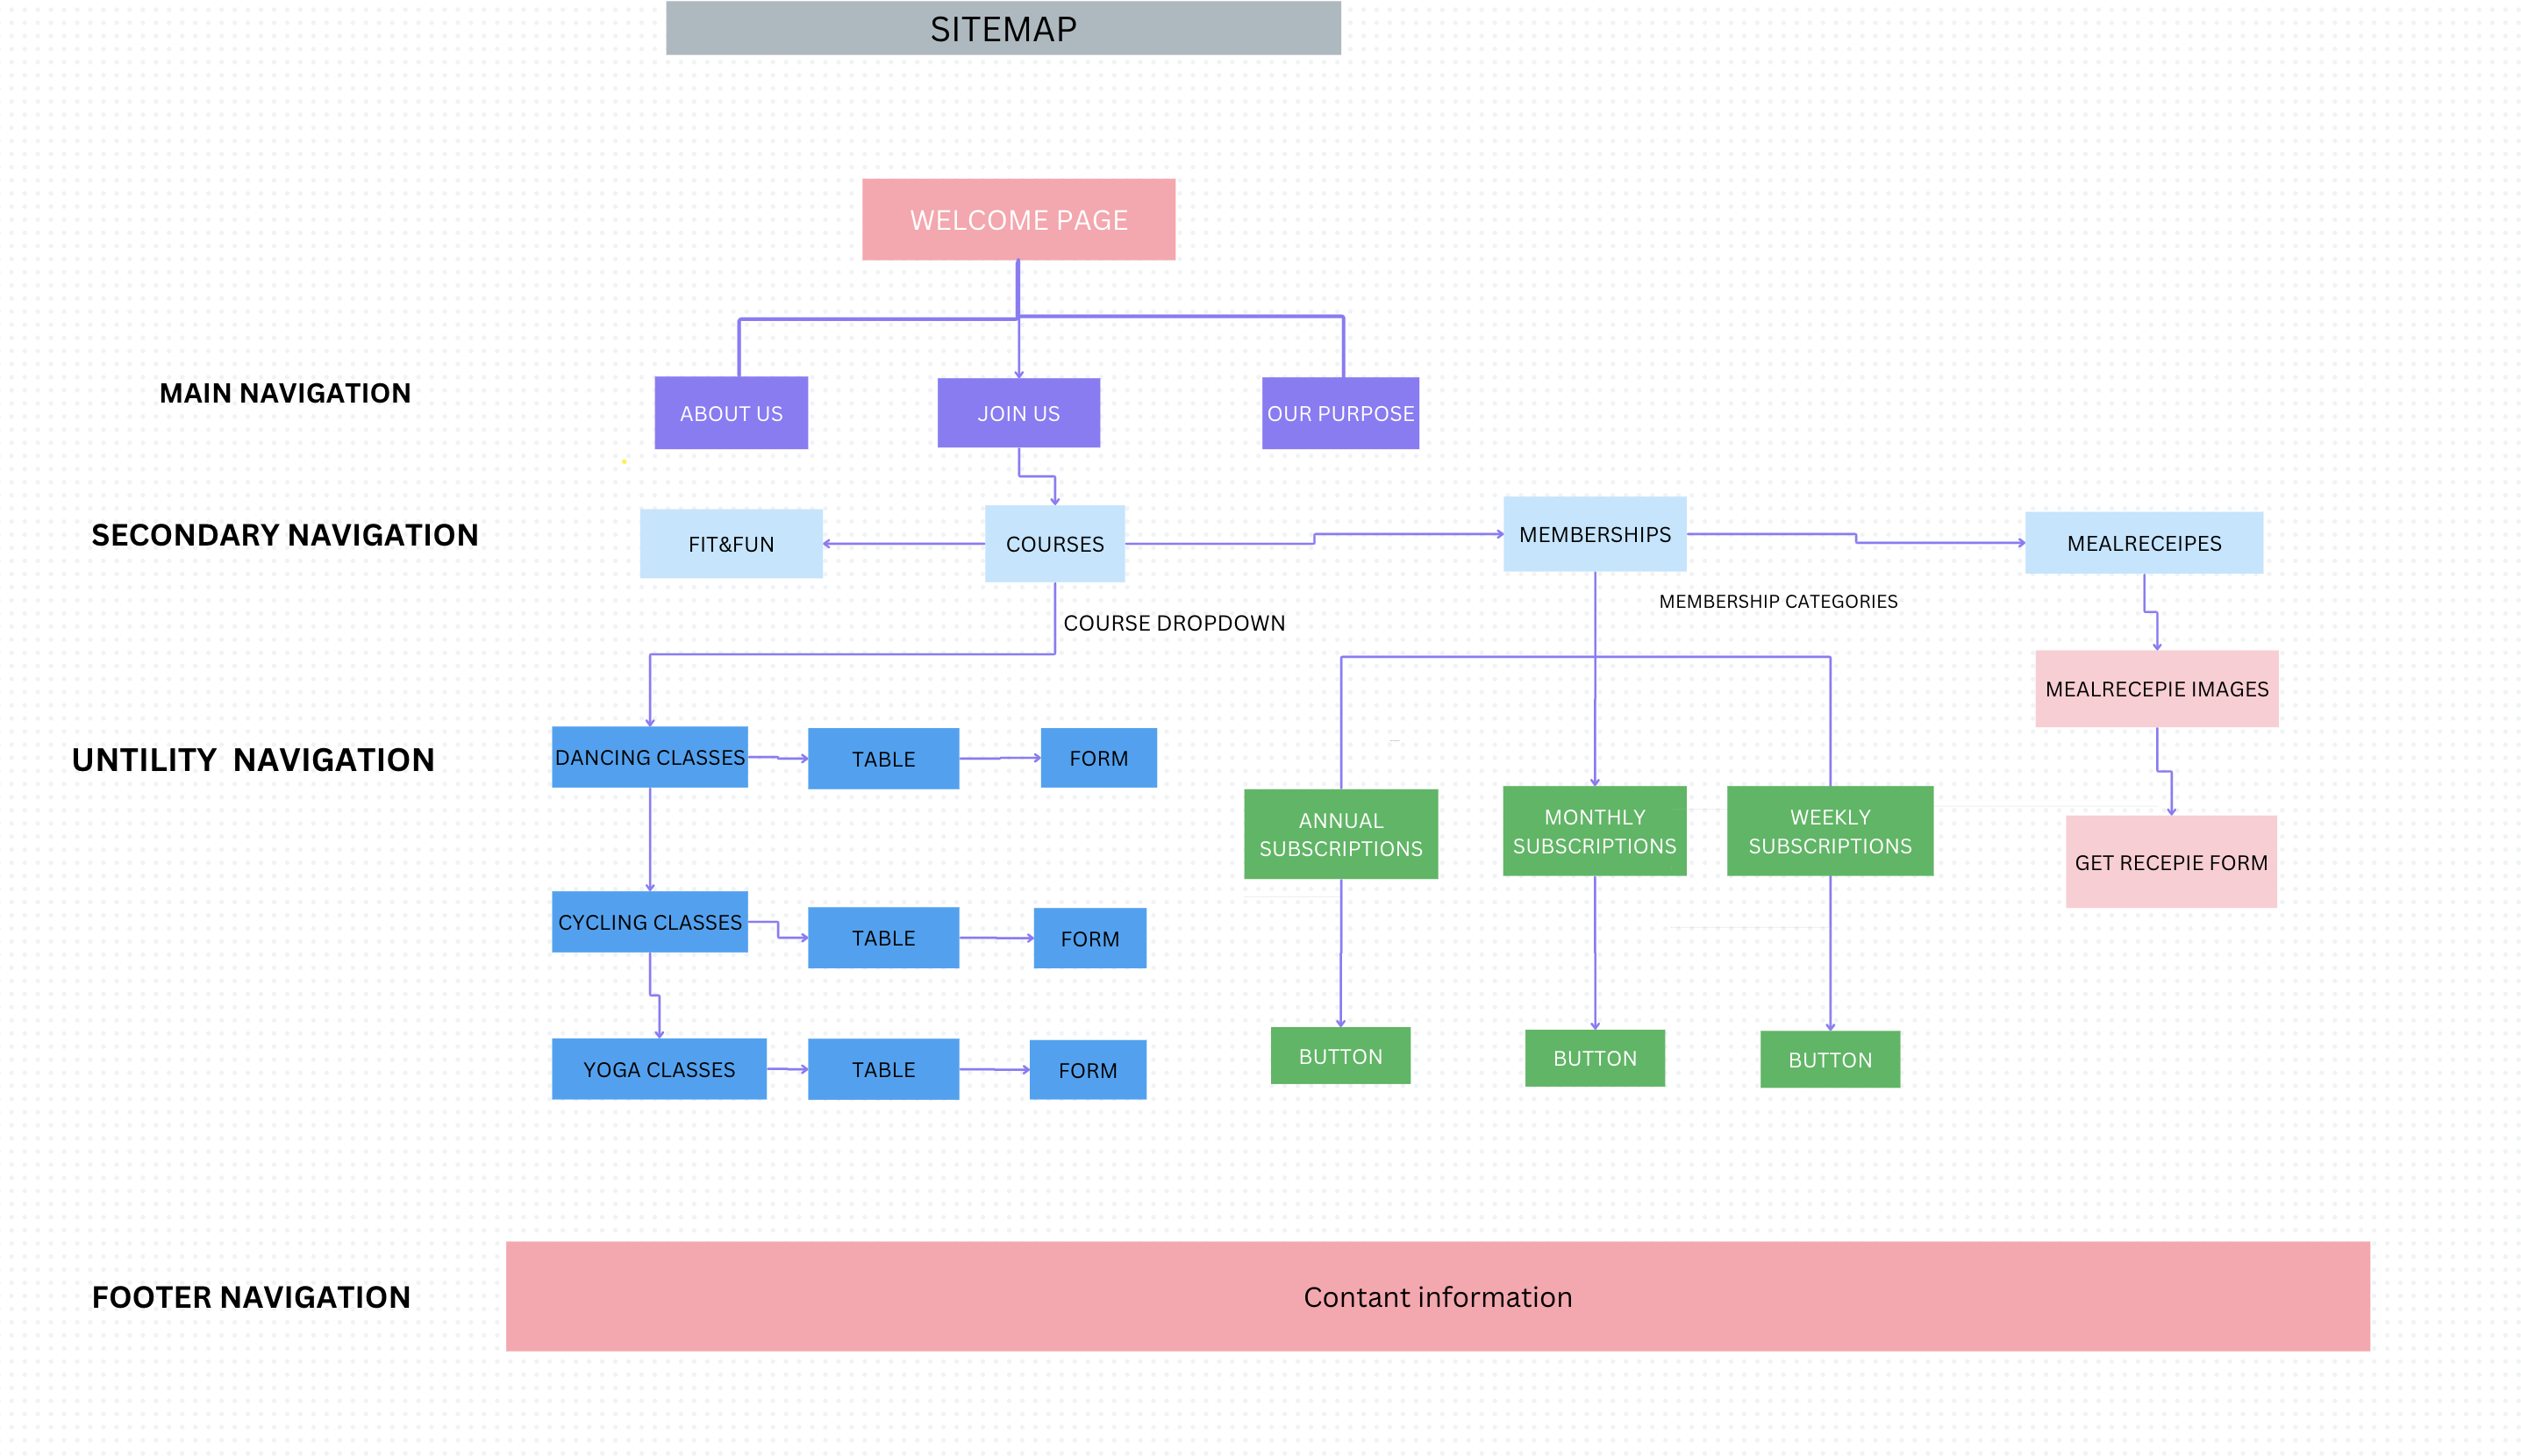 SITEMAP
WELCOME PAGE
MAIN NAVIGATION
ABOUT US
JOIN US
OUR PURPOSE
SECONDARY NAVIGATION
FIT&FUN
COURSES
MEMBERSHIPS
MEALRECEIPES
COURSE DROPDOWN
MEMBERSHIP CATEGORIES
MEALRECEPIE IMAGES
UNTILITY  NAVIGATION
DANCING CLASSES
TABLE
FORM
ANNUAL
SUBSCRIPTIONS
MONTHLY
SUBSCRIPTIONS
WEEKLY
SUBSCRIPTIONS
GET RECEPIE FORM
CYCLING CLASSES
TABLE
FORM
YOGA CLASSES
TABLE
FORM
BUTTON
BUTTON
BUTTON
FOOTER NAVIGATION
Contant information